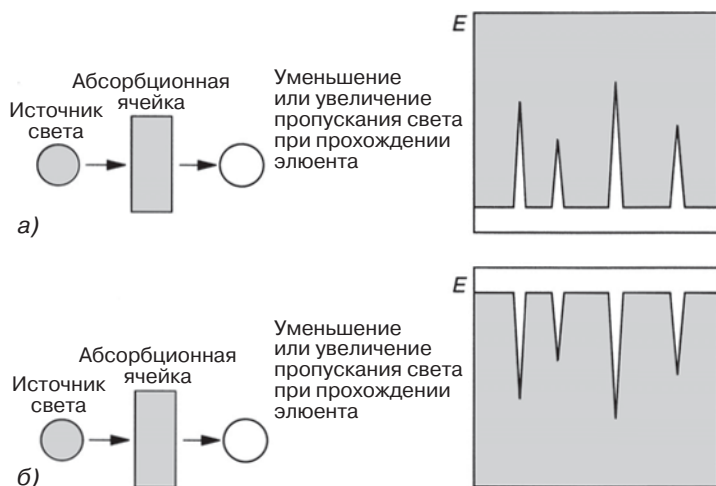 Источник
света
Абсорбционная
ячейка
Уменьшение
или увеличение
пропускания света
при прохождении
элюента
E
а)
Источник
света
Абсорбционная
ячейка
Уменьшение
или увеличение
пропускания света
при прохождении
элюента
E
б)